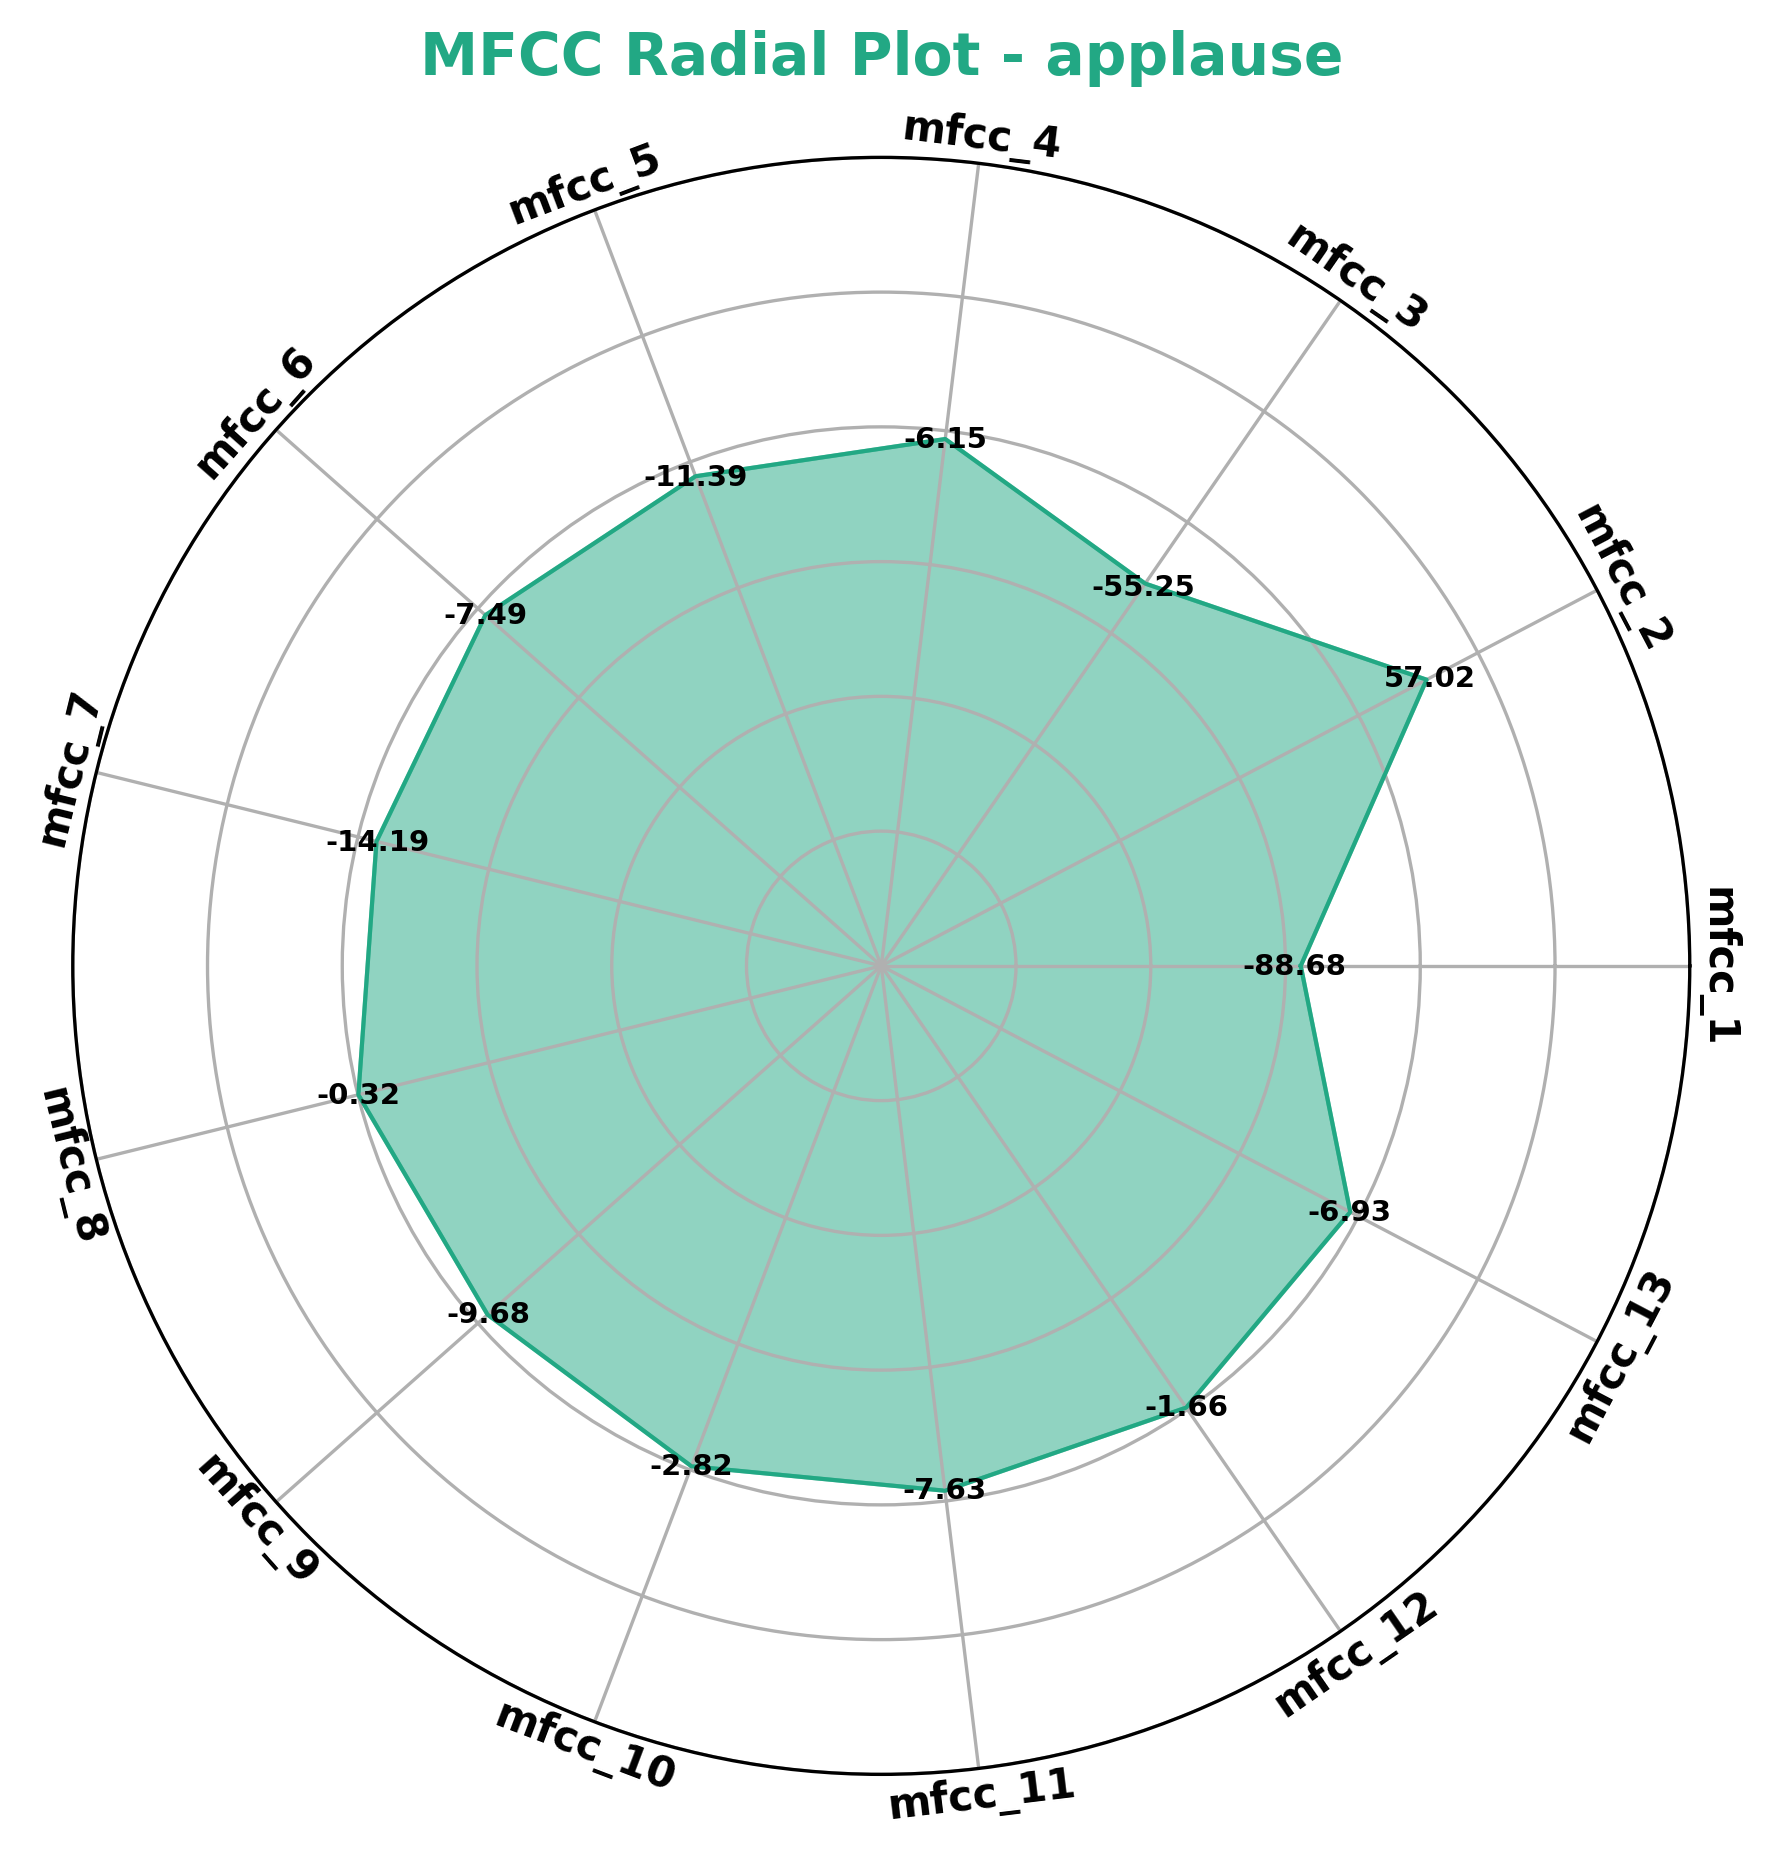 MFCC Radial Plot - applause
mfcc_4
mfcc_5
mfcc_3
mfcc_6
mfcc_2
mfcc_7
mfcc_1
mfcc_8
mfcc_13
mfcc_9
mfcc_12
mfcc_10
mfcc_11
-6.15
-11.39
-55.25
-7.49
57.02
-14.19
-88.68
-0.32
-6.93
-9.68
-1.66
-2.82
-7.63